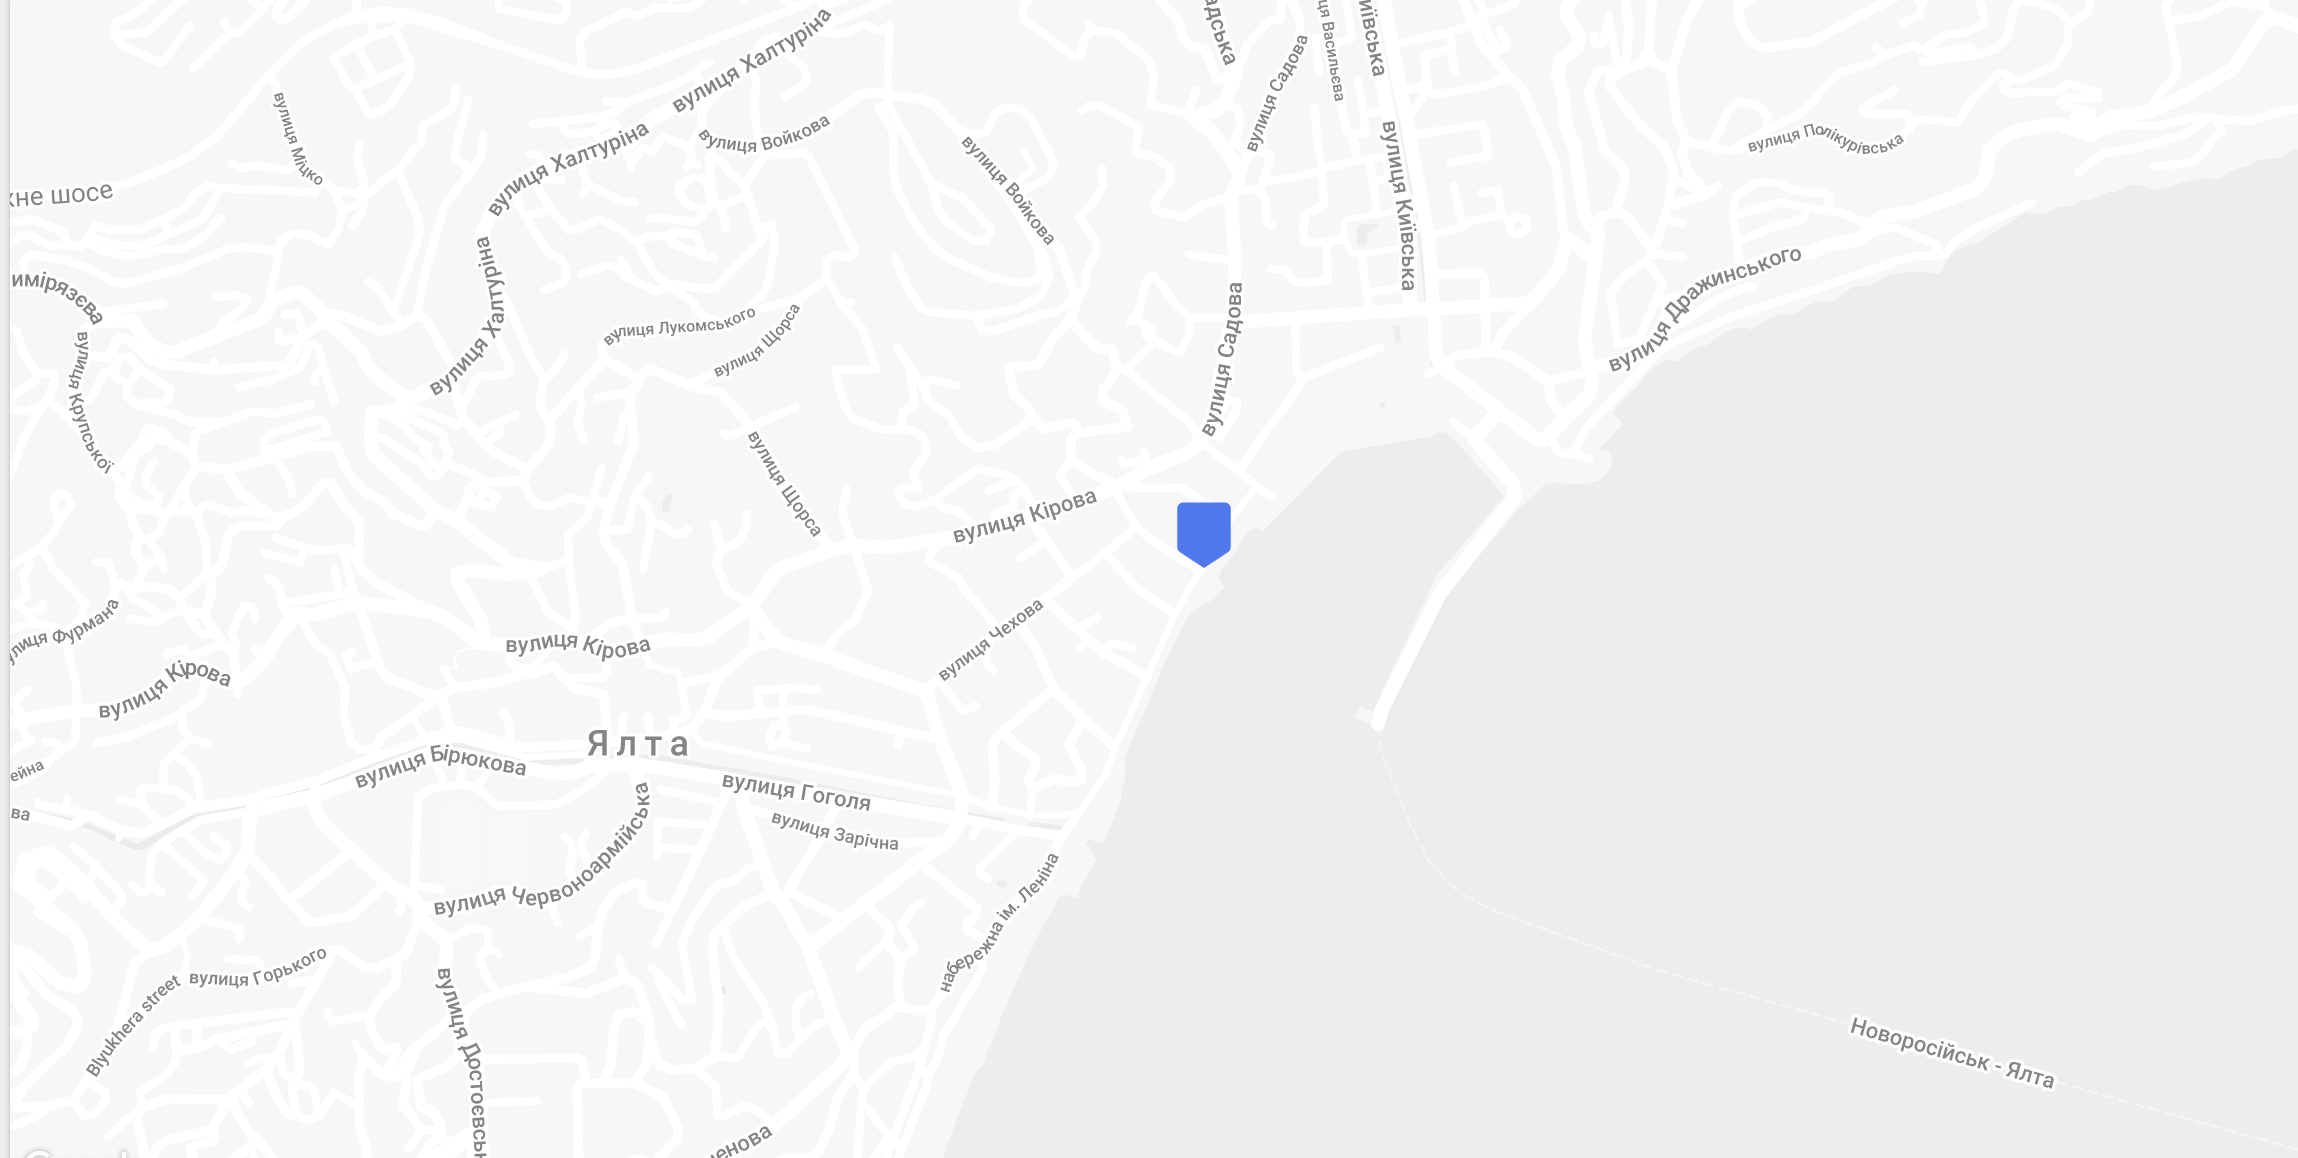 вулиця Халтуріна
вулиця Садова
вулиця Міцко
вулиця Халтуріна
вулиця Войкова
вулиця Войкова
вулиця Київська
вулиця Полікурівська
шосе
вулиця Халтуріна
вулиця Садова
вулиця Дражинського
вулиця Лукомського
вулиця Щорса
вулиця Крупської
вулиця Щорса
вулиця Кірова
вулиця Фурмана
вулиця Чехова
вулиця Кірова
вулиця Кірова
Ялта
вулиця Бірюкова
вулиця Гоголя
вулиця Зарічна
вулиця Червоноармійська
набережна ім. Леніна
вулиця Горького
Blyukhera street
вулиця
Новоросійськ - Ялта